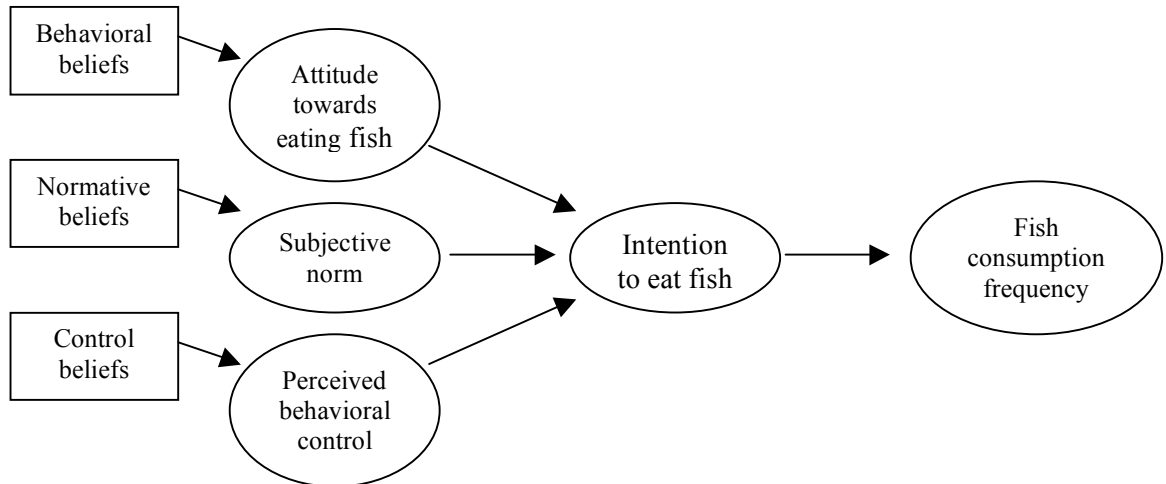 Behavioral
beliefs
Attitude
towards
eating fish
Normative
beliefs
Subjective
norm
Intention
to eat fish
Fish
consumption
frequency
Control
beliefs
Perceived
behavioral
control